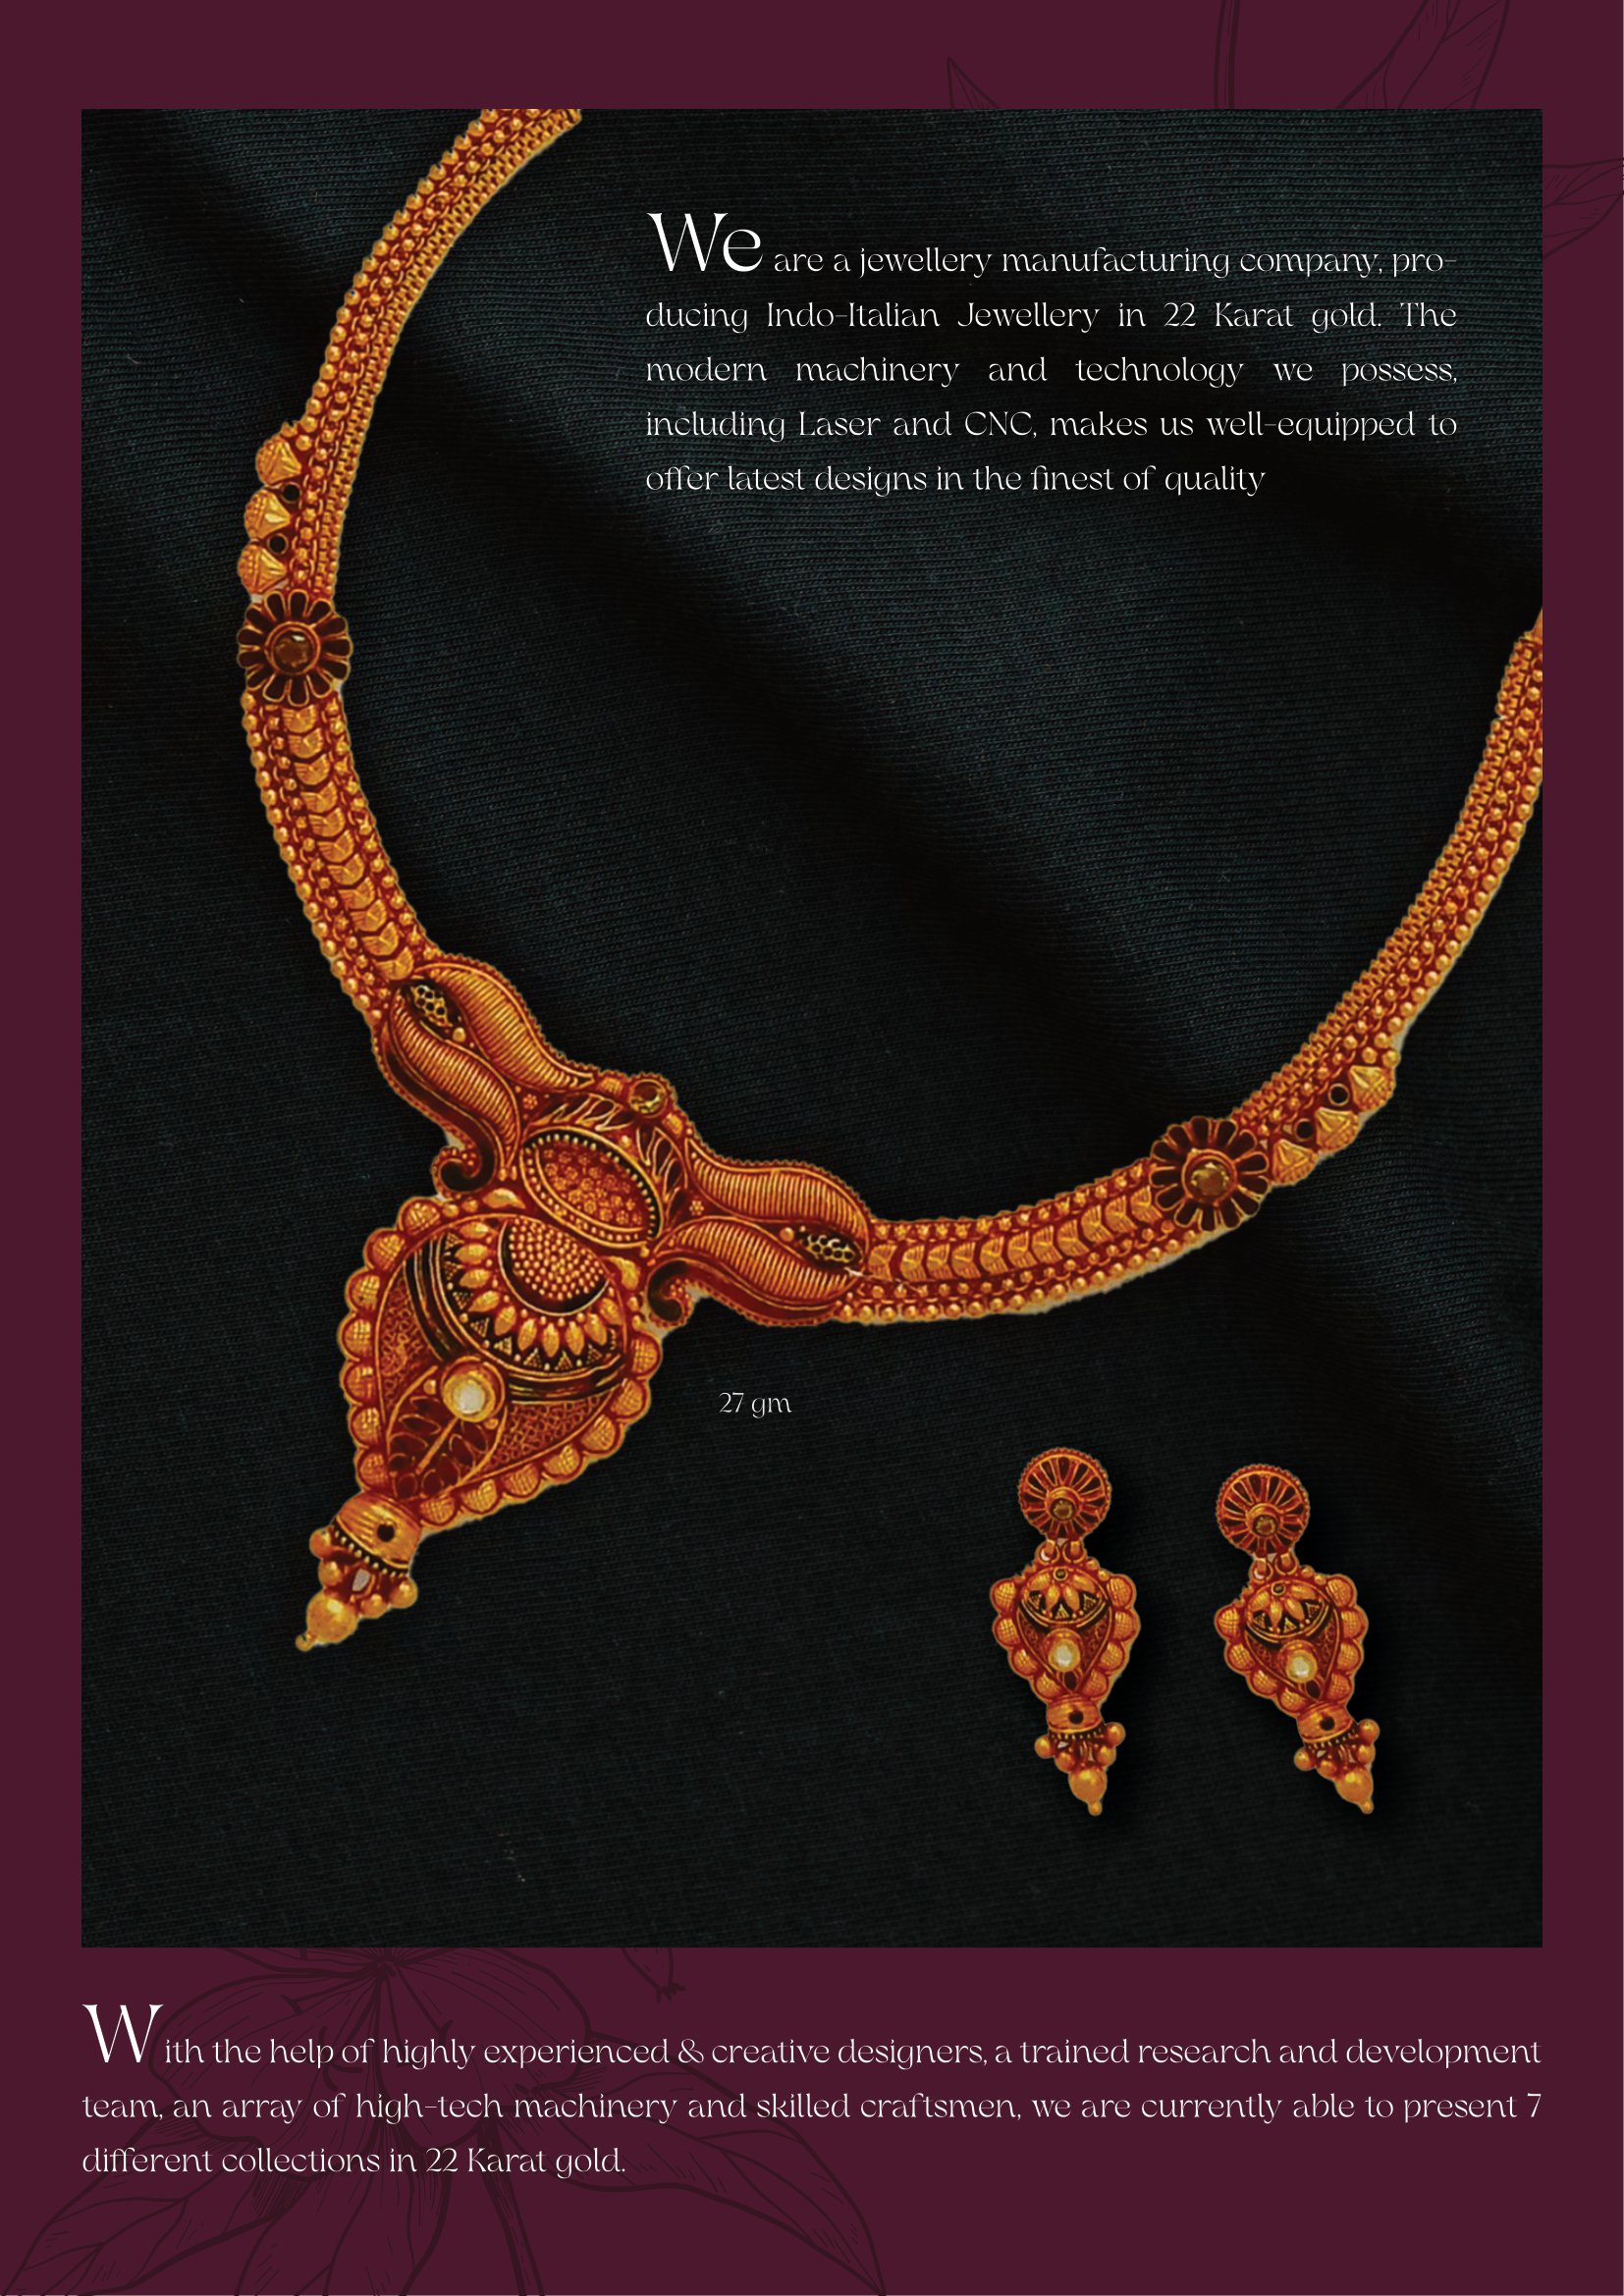 We are a jewellery manufacturing company, pro-
ducing Indo-Italian Jewellery in 22 Karat gold. The
modern machinery and technology we possess,
including Laser and CNC, makes us well-equipped to
offer latest designs in the finest of quality
27 gm
With the help of highly experienced & creative designers, a trained research and development
team, an array of high-tech machinery and skilled craftsmen, we are currently able to present 7
different collections in 22 Karat gold.